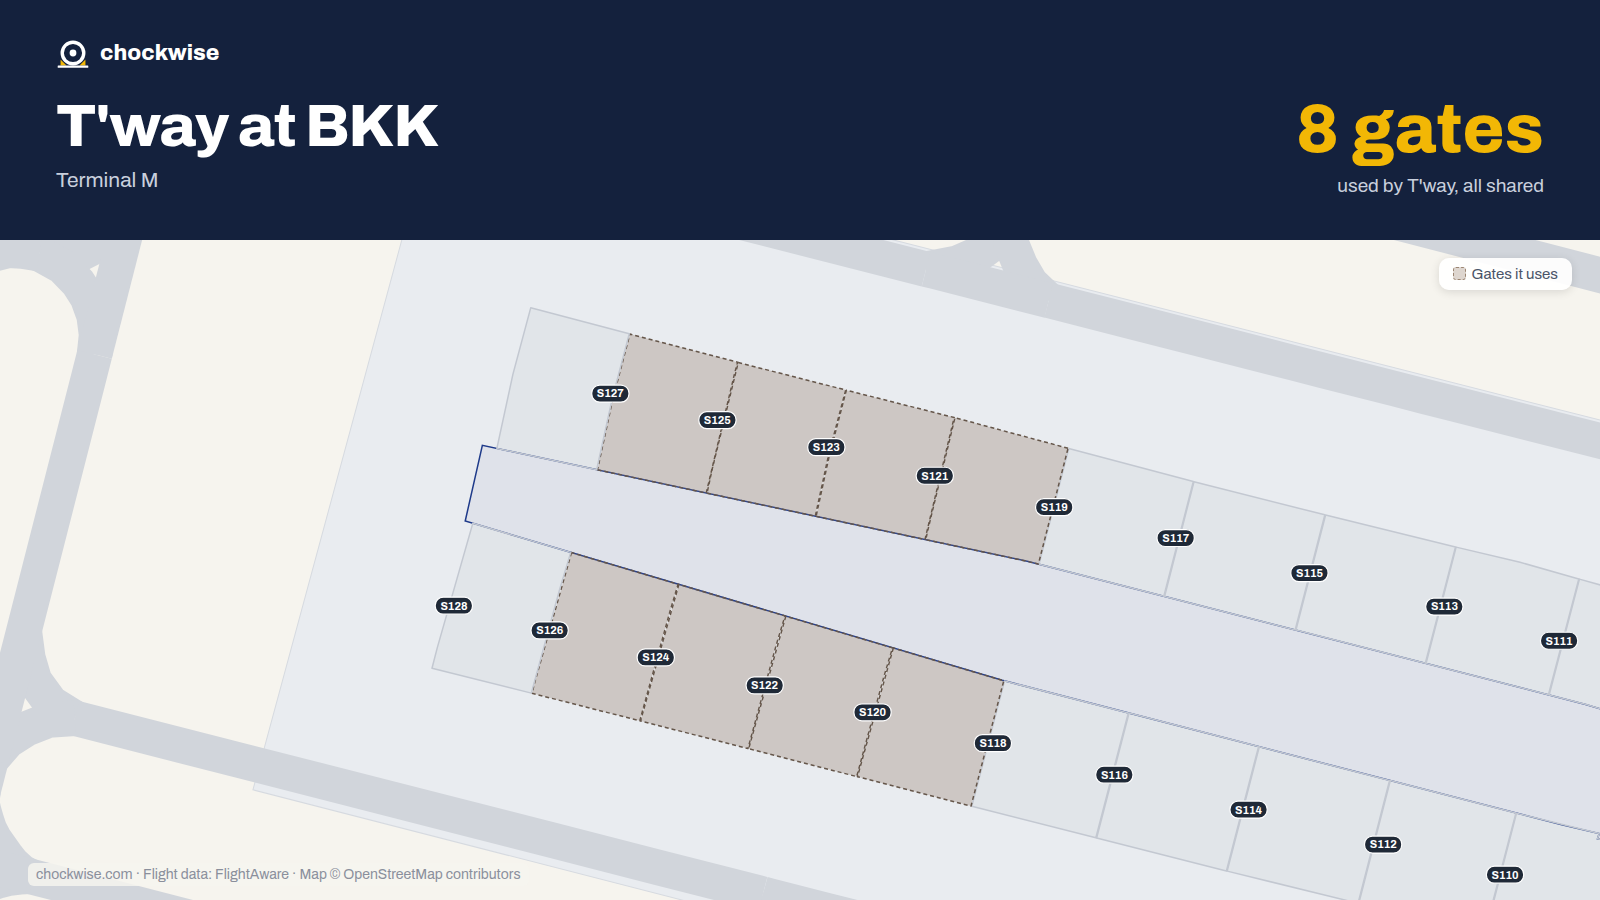 chockwise
T'way at BKK
Terminal M
8 gates
used by T'way, all shared
Gates it uses
S127
S125
S123
S121
S119
S117
S115
S113
S111
S128
S126
S124
S122
S120
S118
S116
S114
S112
S110
chockwise.com · Flight data: FlightAware · Map © OpenStreetMap contributors